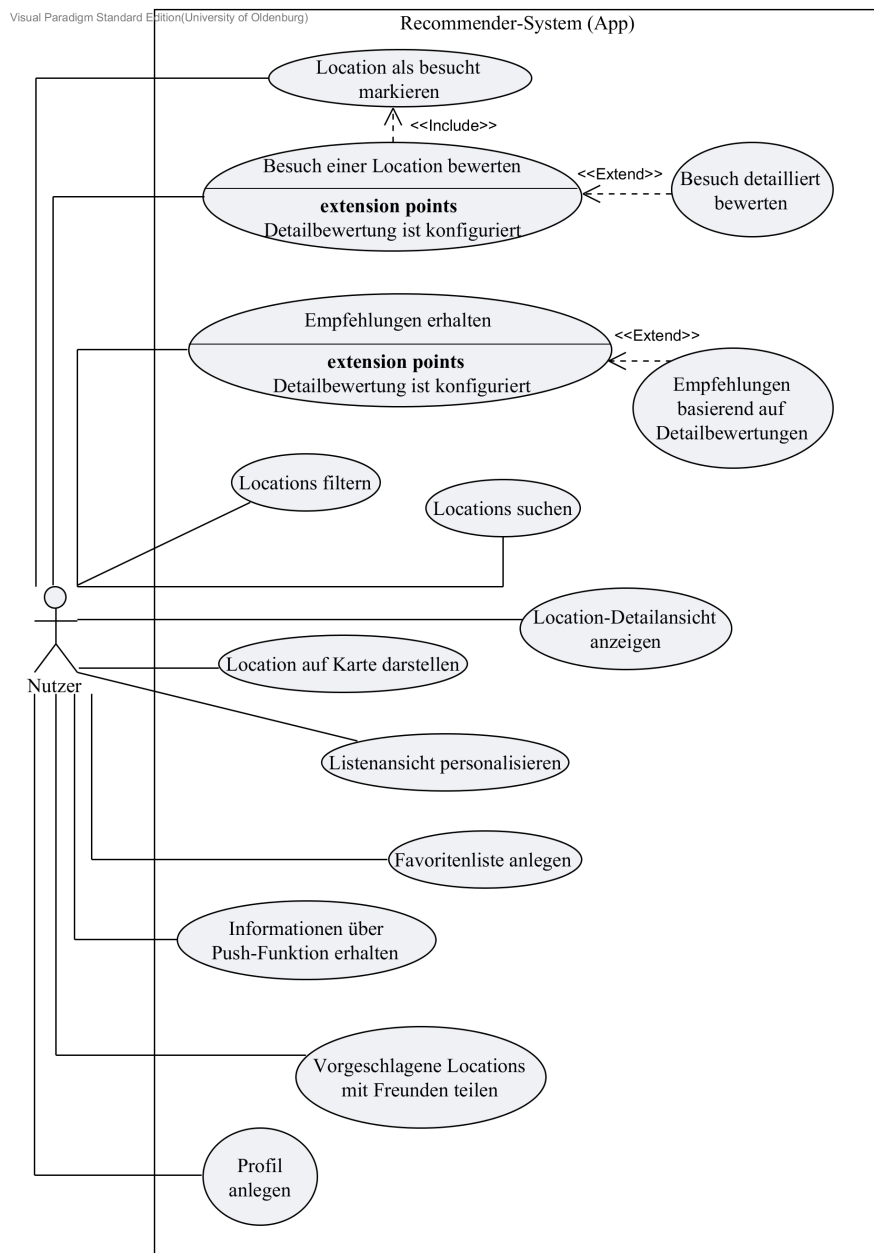 Visual Paradigm Standard Edition(University of Oldenburg)
Recommender-System (App)
Location als besucht
markieren
<<Include>>
Besuch einer Location bewerten
extension points
Detailbewertung ist konfiguriert
<<Extend>>
Besuch detailliert
bewerten
Empfehlungen erhalten
extension points
Detailbewertung ist konfiguriert
<<Extend>>
Empfehlungen
basierend auf
Detailbewertungen
Locations filtern
Locations suchen
Location-Detailansicht
anzeigen
Location auf Karte darstellen
Nutzer
Listenansicht personalisieren
Favoritenliste anlegen
Informationen über
Push-Funktion erhalten
Vorgeschlagene Locations
mit Freunden teilen
Profil
anlegen